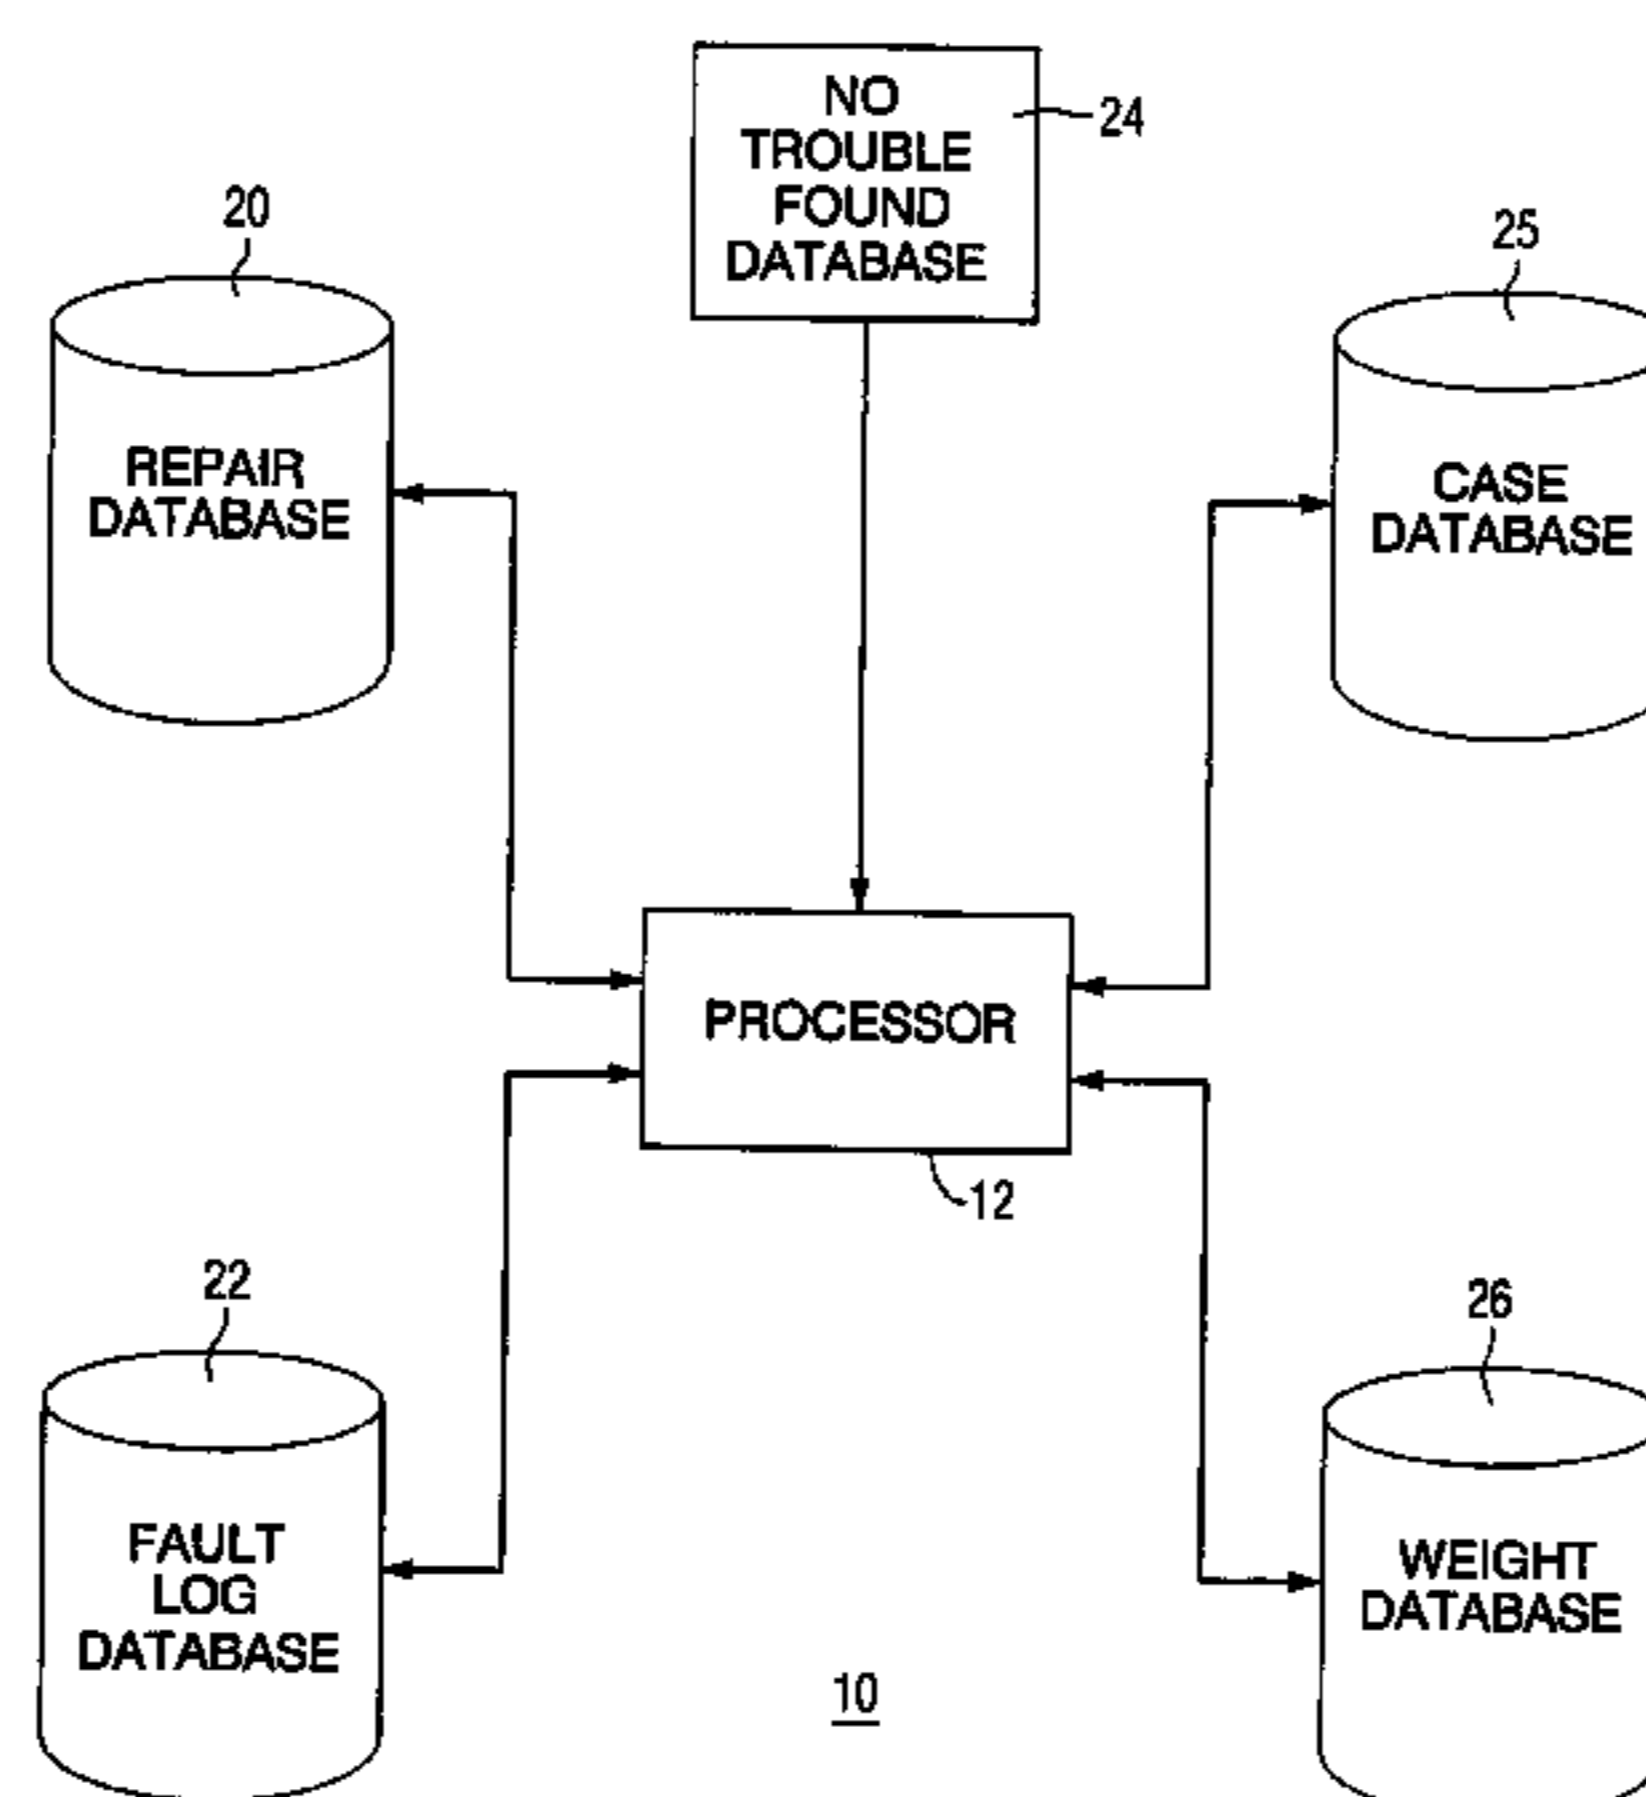 NO
TROUBLE
FOUND
DATABASE
24
20
25
REPAIR
DATABASE
CASE
DATABASE
PROCESSOR
12
22
26
FAULT
LOG
DATABASE
WEIGHT
DATABASE
10